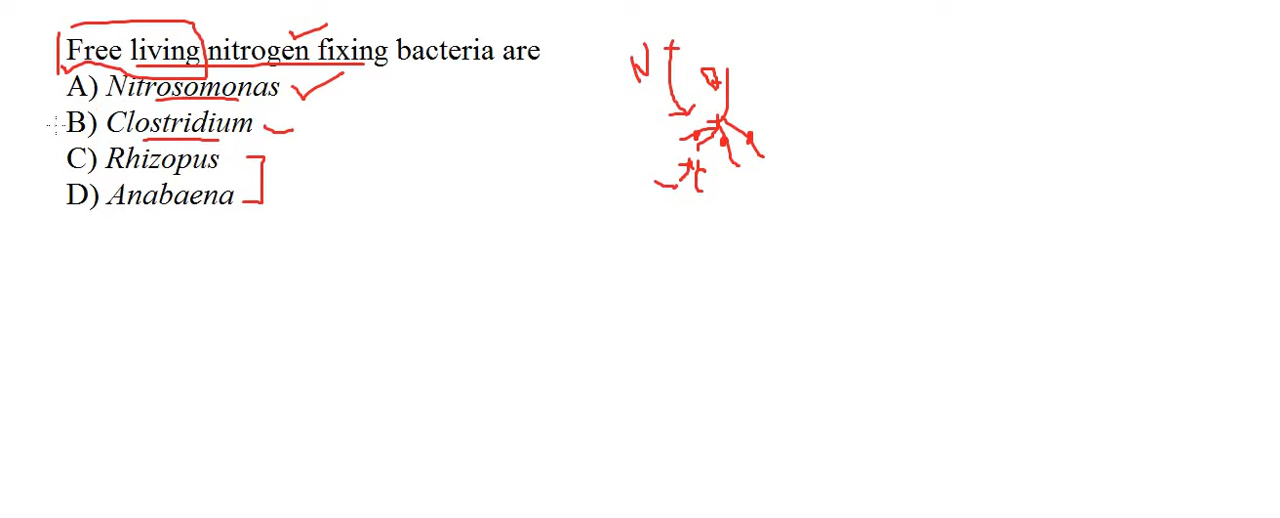 Free living nitrogen fixing bacteria are
A) Nitrosomonas
B) Clostridium
C) Rhizopus
D) Anabaena
N